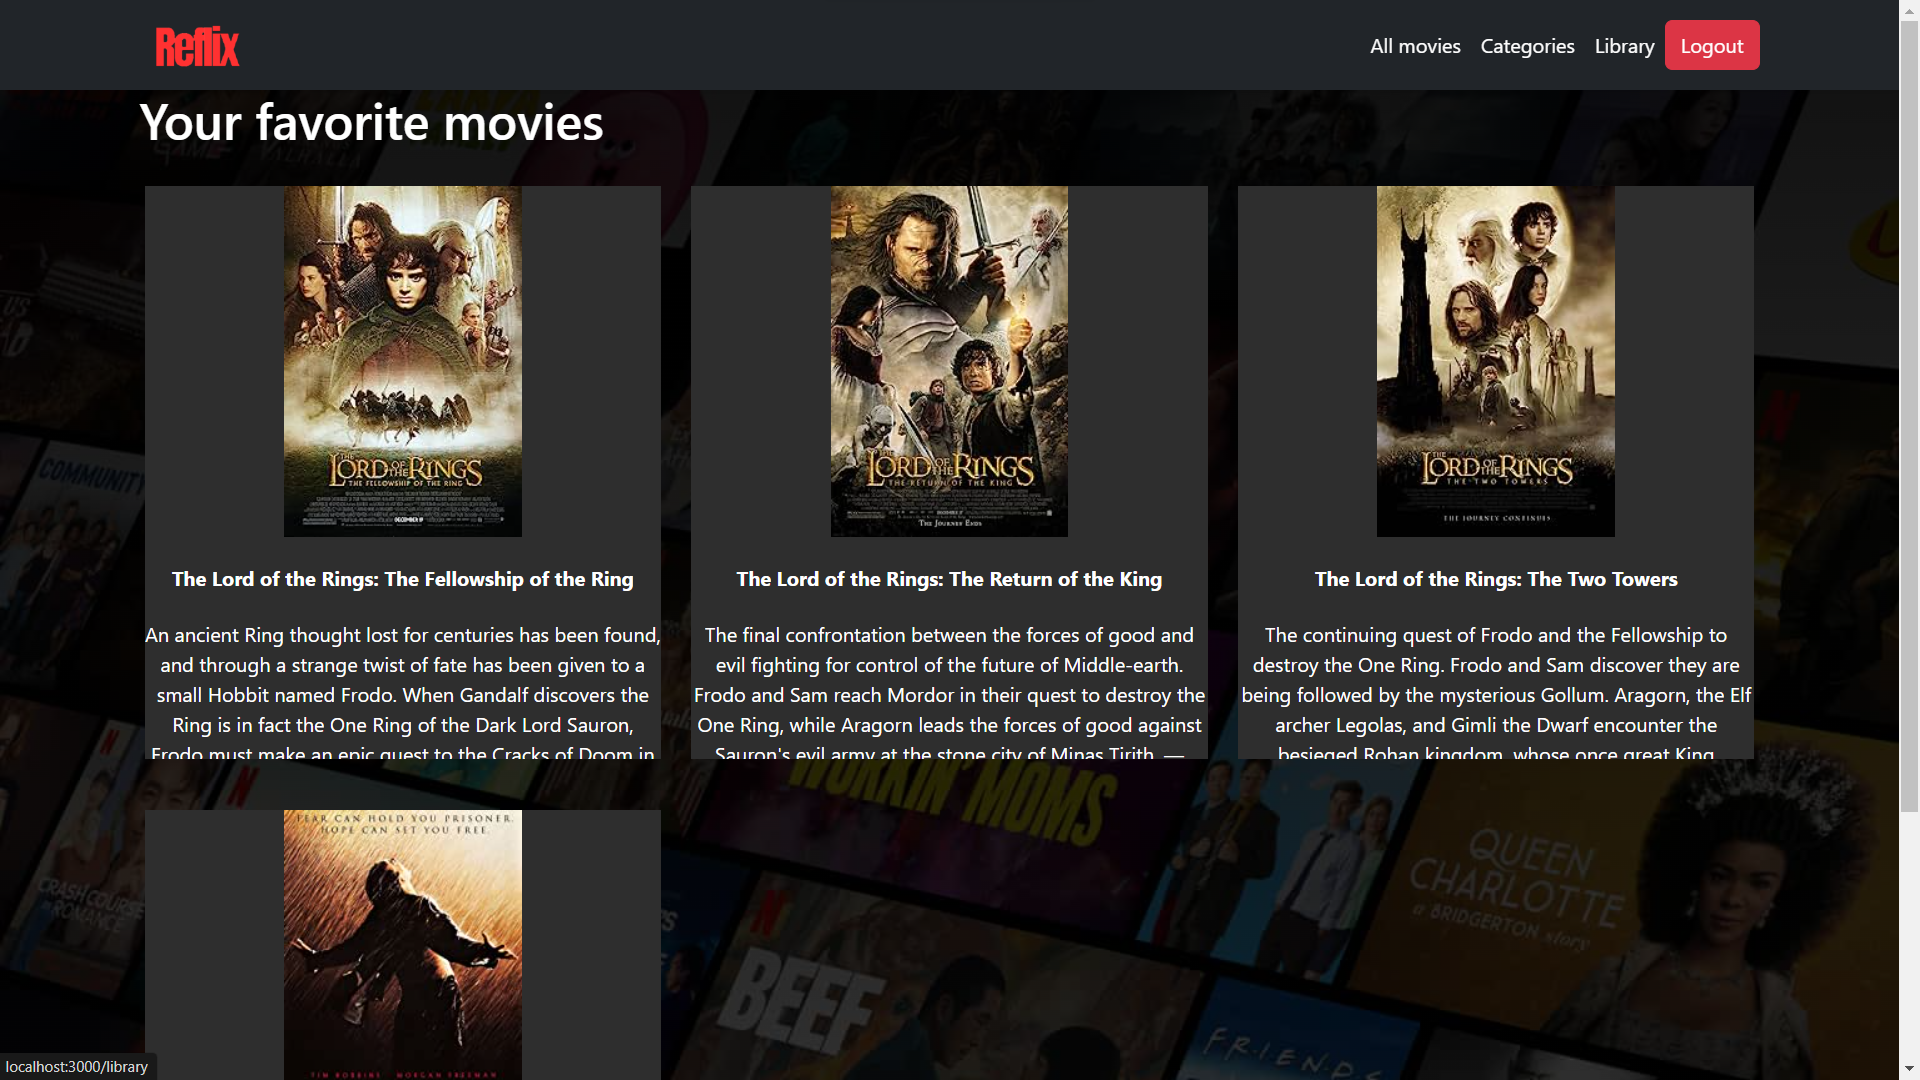 Reflix
All movies
Categories
Library
Logout
Your favorite movies
THE
LORD OF THE RINGS
THE FELLOWSHIP OF THE RING
DECEMBER 19
THE
LORD OF THE RINGS
THE RETURN OF THE KING
THE JOURNEY ENDS
THE
LORD OF THE RINGS
THE TWO TOWERS
THE JOURNEY CONTINUES
The Lord of the Rings: The Fellowship of the Ring
An ancient Ring thought lost for centuries has been found,
and through a strange twist of fate has been given to a
small Hobbit named Frodo. When Gandalf discovers the
Ring is in fact the One Ring of the Dark Lord Sauron,
Frodo must make an epic quest to the Cracks of Doom in
The Lord of the Rings: The Return of the King
The final confrontation between the forces of good and
evil fighting for control of the future of Middle-earth.
Frodo and Sam reach Mordor in their quest to destroy the
One Ring, while Aragorn leads the forces of good against
Sauron's evil army at the stone city of Minas Tirith. —
The Lord of the Rings: The Two Towers
The continuing quest of Frodo and the Fellowship to
destroy the One Ring. Frodo and Sam discover they are
being followed by the mysterious Gollum. Aragorn, the Elf
archer Legolas, and Gimli the Dwarf encounter the
besieged Rohan kingdom, whose once great King
FEAR CAN HOLD YOU PRISONER.
HOPE CAN SET YOU FREE.
TIM ROBBINS MORGAN FREEMAN
GAME
VALHALLA
US
COMMUNITY
N
N
CRASH COURSE
in ROMANCE
WORKIN' MOMS
N
BEEF
QUEEN
CHARLOTTE
a BRIDGERTON story
FRIENDS
localhost:3000/library